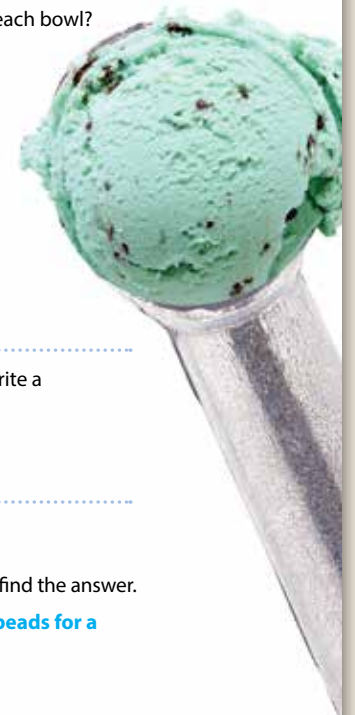 each bowl?
rite a
find the answer.
beads for a